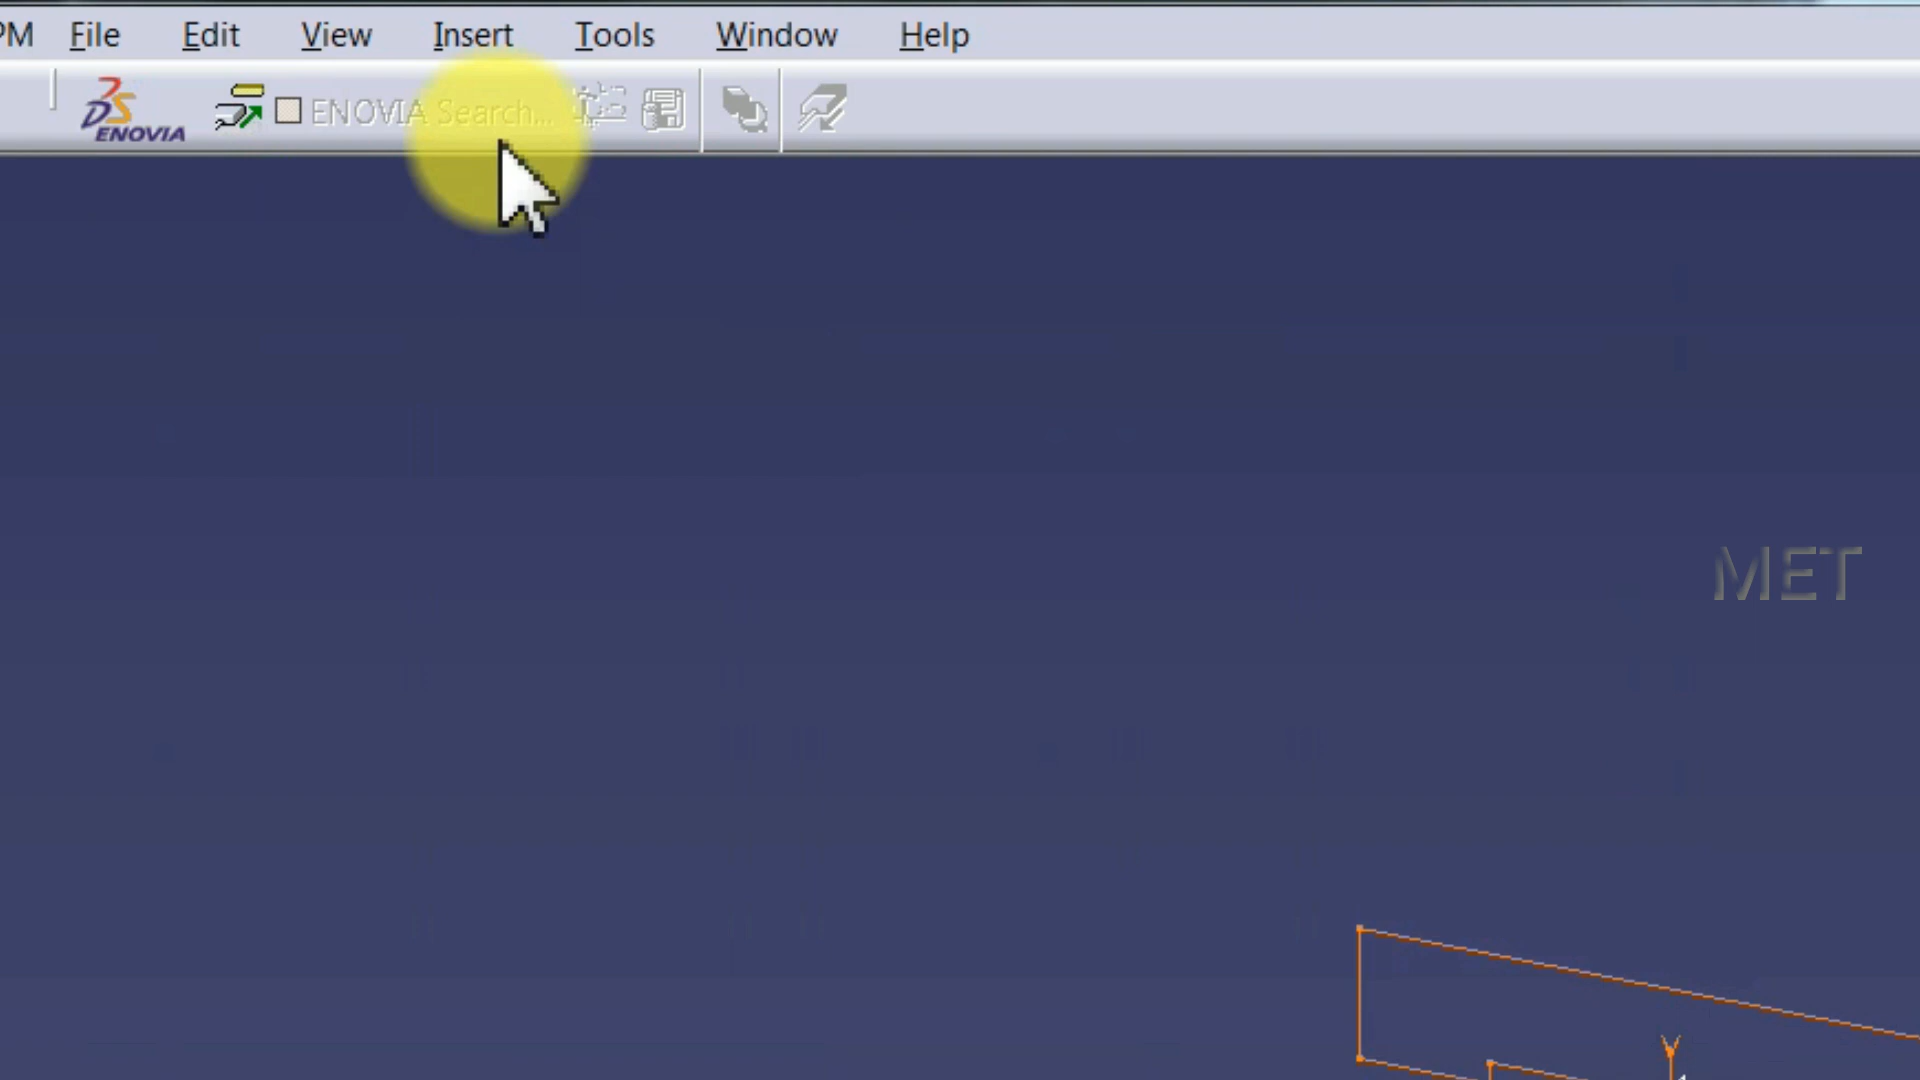 PM File Edit View Insert Tools Window Help
DS ENOVIA ENOVIA Search...
MET
Y